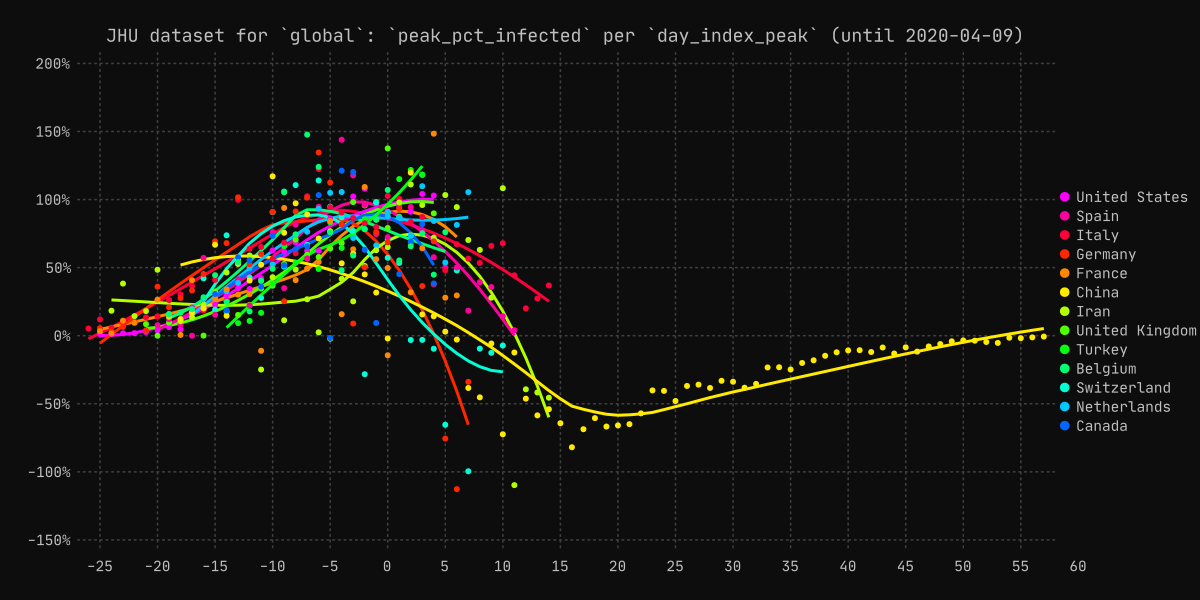 JHU dataset for `global`: `peak_pct_infected` per `day_index_peak` (until 2020-04-09)
200%
150%
100%
50%
0%
-50%
-100%
-150%
-25 -20 -15 -10 -5 0 5 10 15 20 25 30 35 40 45 50 55 60
United States
Spain
Italy
Germany
France
China
Iran
United Kingdom
Turkey
Belgium
Switzerland
Netherlands
Canada